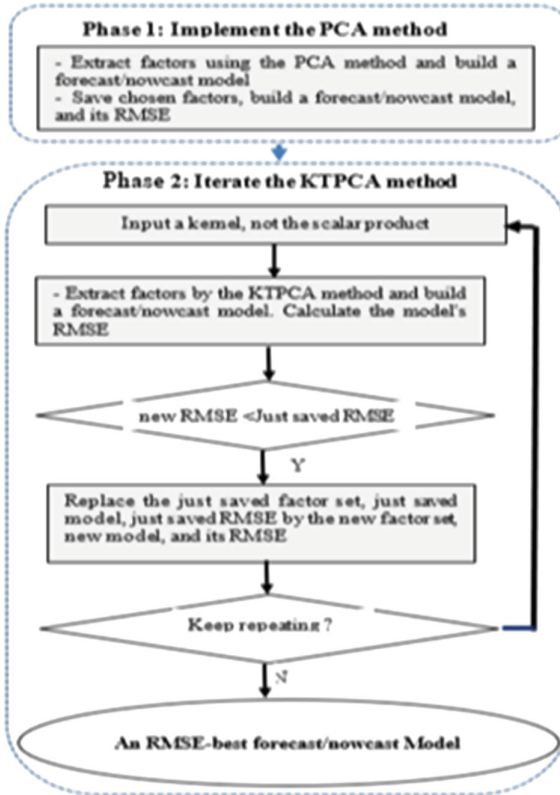 Phase 1: Implement the PCA method
- Extract factors using the PCA method and build a
forecast/nowcast model
- Save chosen factors, build a forecast/nowcast model,
and its RMSE
Phase 2: Iterate the KTPCA method
Input a kernel, not the scalar product
- Extract factors by the KTPCA method and build
a forecast/nowcast model. Calculate the model's
RMSE
new RMSE <Just saved RMSE
Y
Replace the just saved factor set, just saved
model, just saved RMSE by the new factor set,
new model, and its RMSE
Keep repeating ?
N
An RMSE-best forecast/nowcast Model